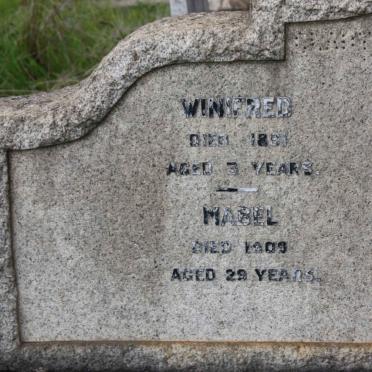 WINIFRED
DIED
AGED 3 YEARS
MABEL
DIED 1909
AGED 29 YEARS.